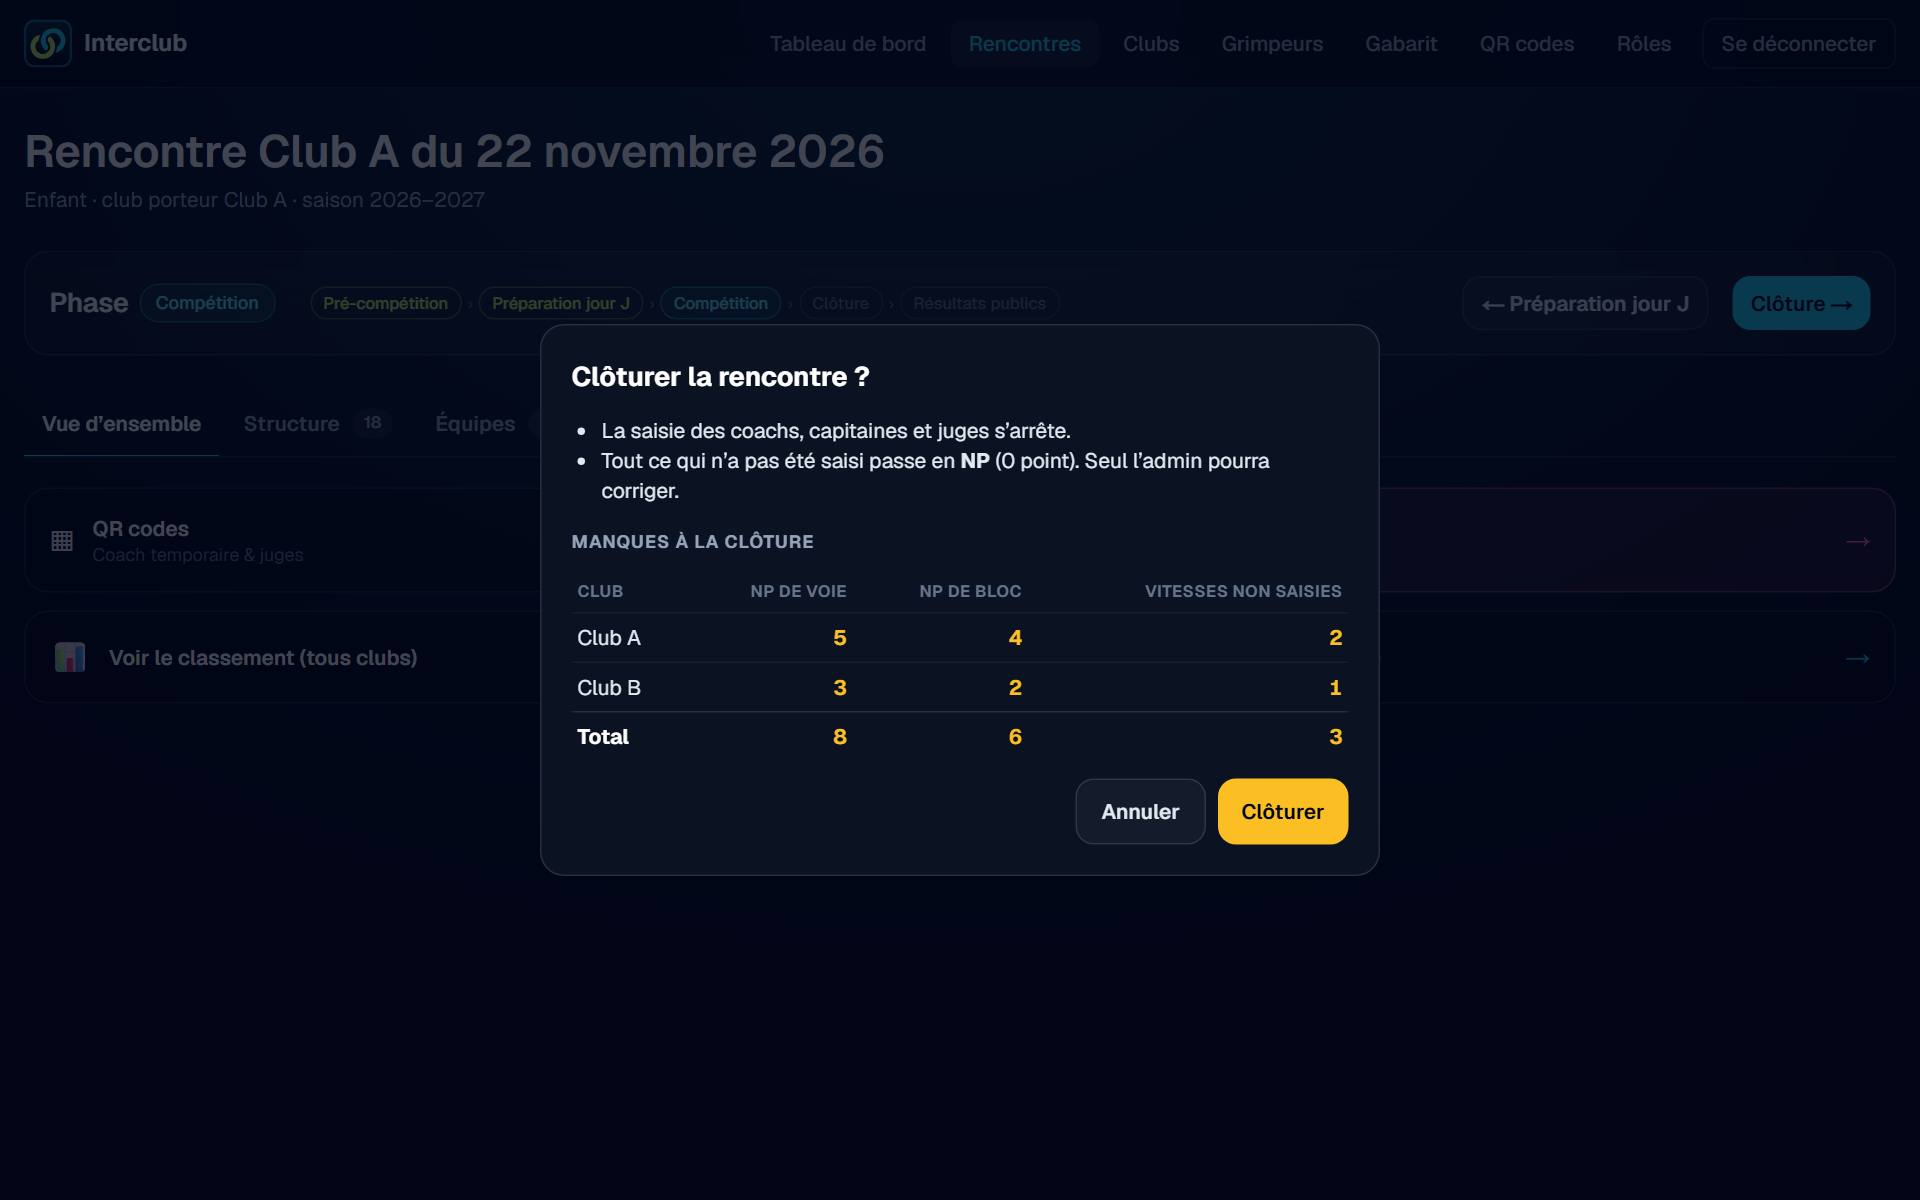 Interclub
Tableau de bord Rencontres Clubs Grimpeurs Gabarit QR codes Rôles Se déconnecter
Rencontre Club A du 22 novembre 2026
Enfant · club porteur Club A · saison 2026–2027
Phase Compétition Pré-compétition › Préparation jour J › Compétition › Clôture › Résultats publics ← Préparation jour J Clôture →
Vue d’ensemble Structure 18 Équipes
QR codes
Coach temporaire & juges
→
Voir le classement (tous clubs)
→
Clôturer la rencontre ?
• La saisie des coachs, capitaines et juges s’arrête.
• Tout ce qui n’a pas été saisi passe en NP (0 point). Seul l’admin pourra
corriger.
MANQUES À LA CLÔTURE
CLUB NP DE VOIE NP DE BLOC VITESSES NON SAISIES
Club A 5 4 2
Club B 3 2 1
Total 8 6 3
Annuler Clôturer